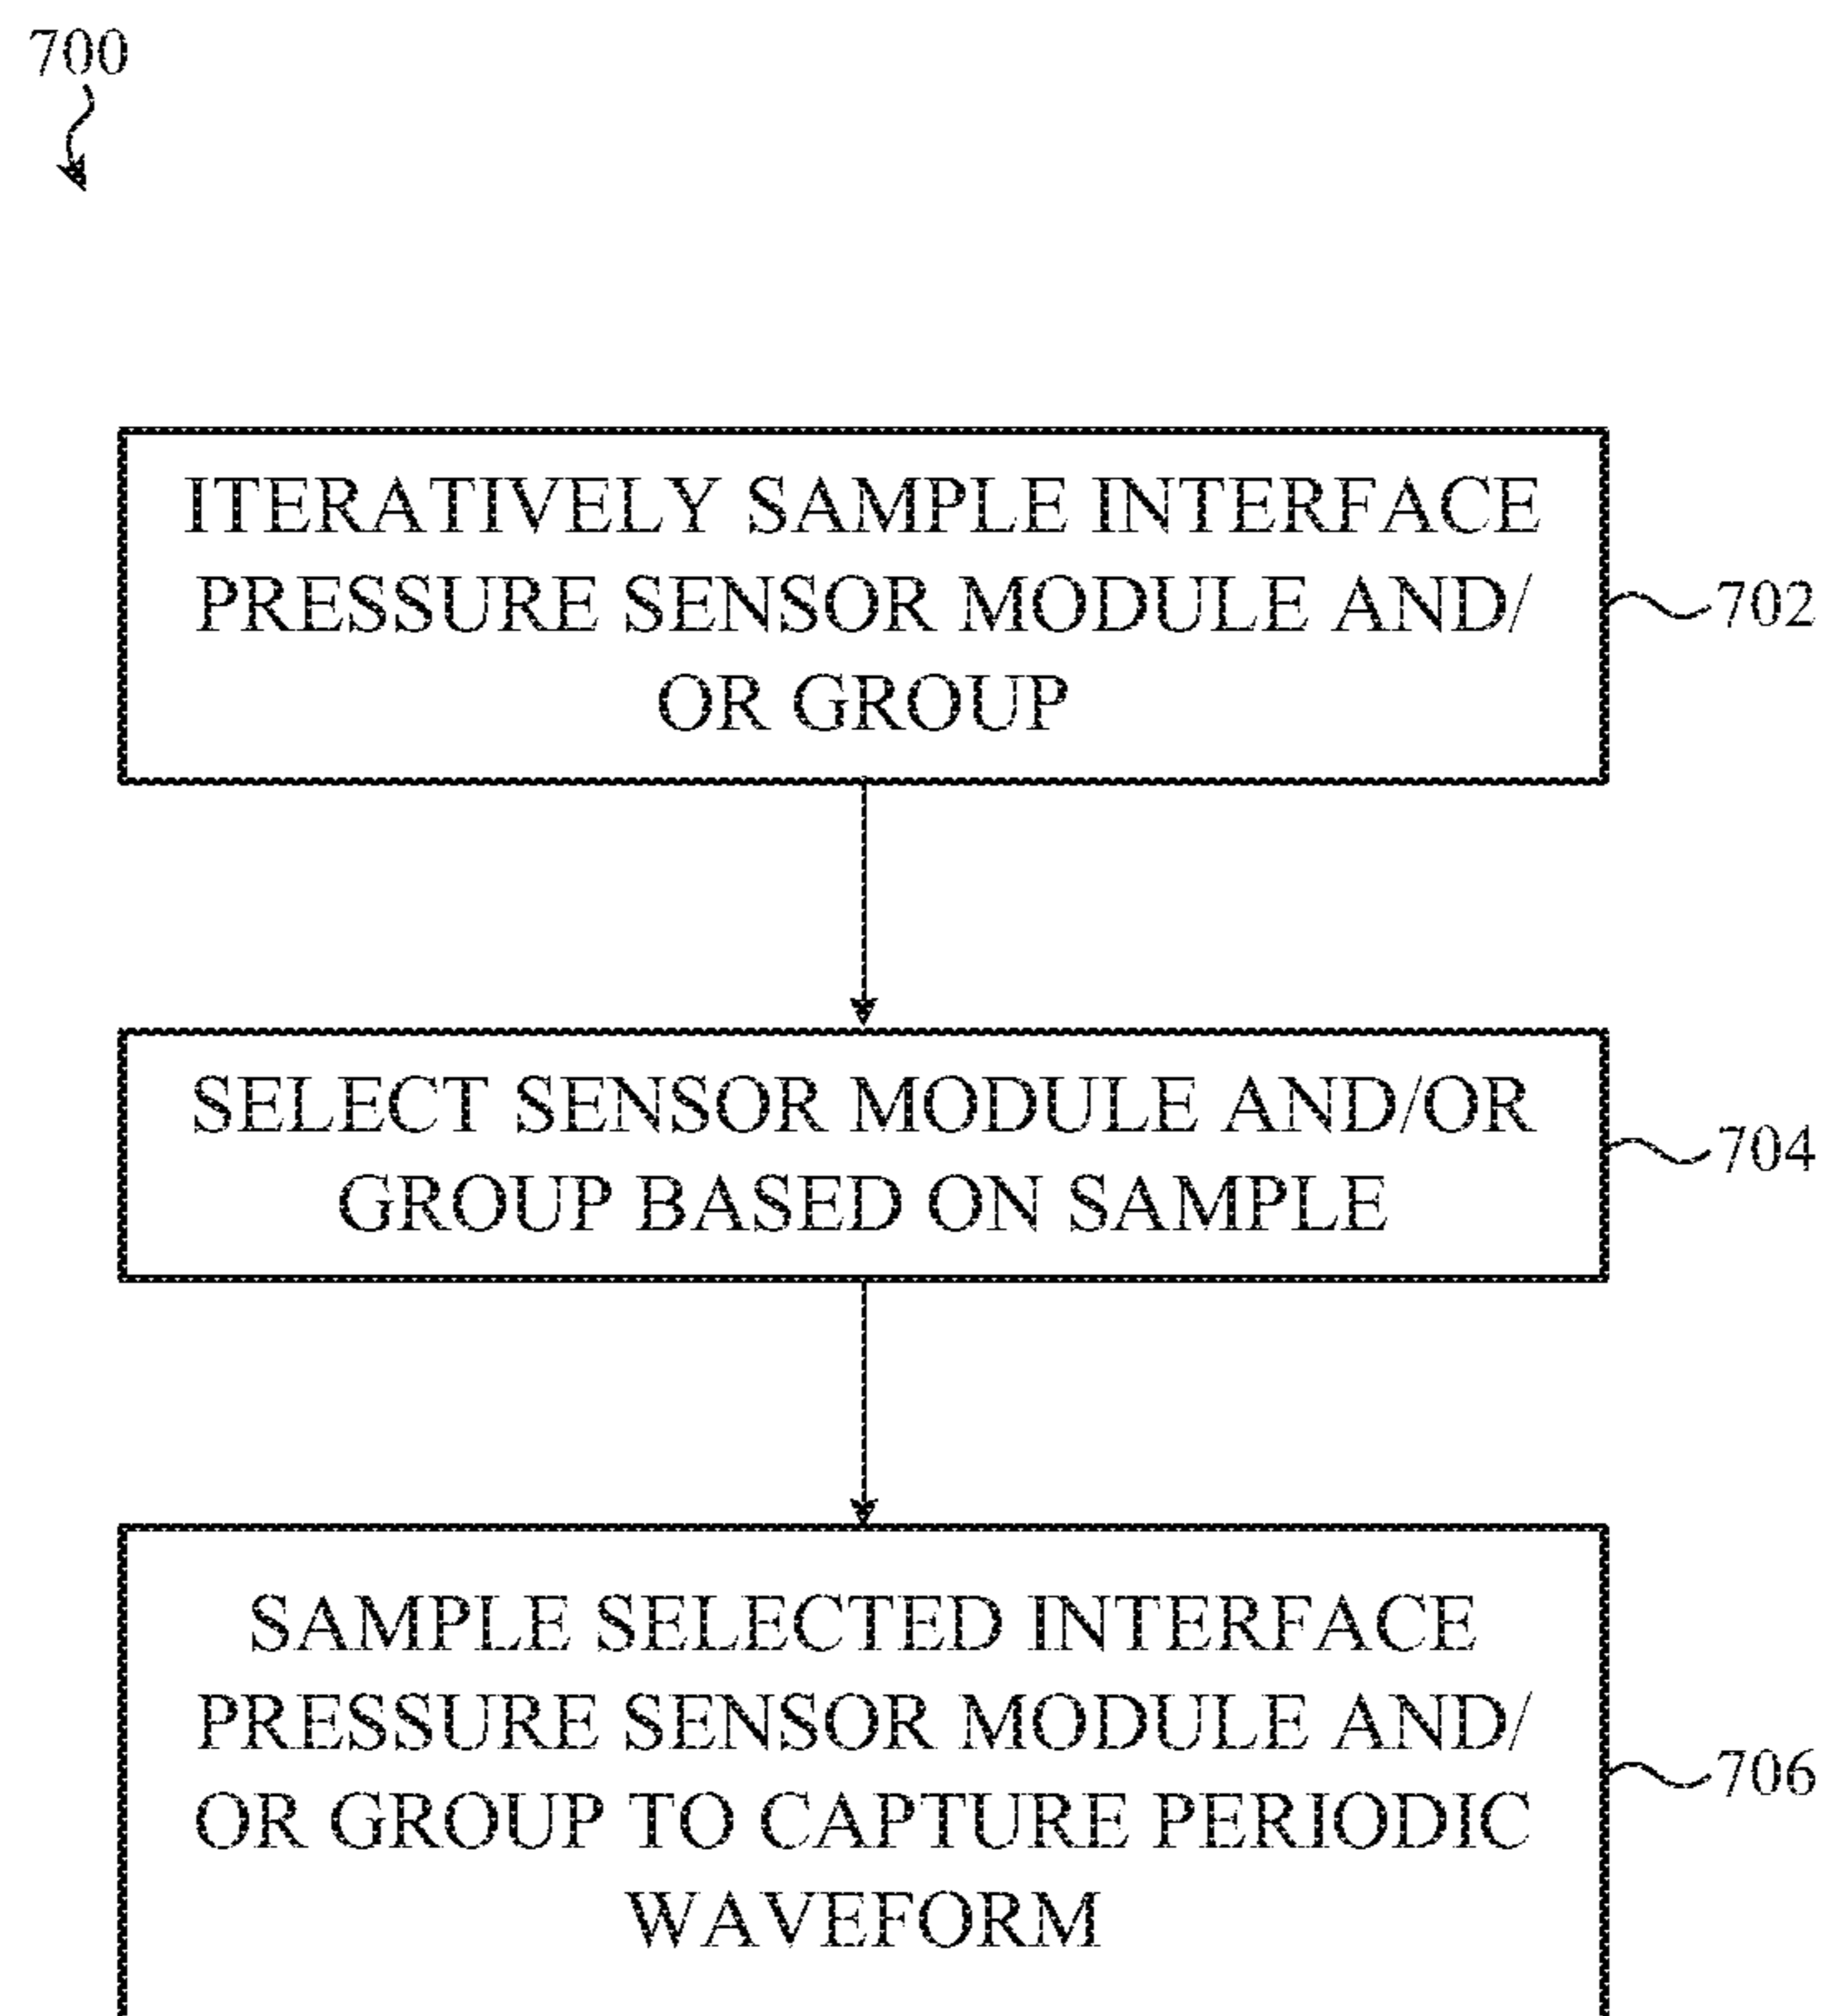 700
ITERATIVELY SAMPLE INTERFACE
PRESSURE SENSOR MODULE AND/
OR GROUP
702
SELECT SENSOR MODULE AND/OR
GROUP BASED ON SAMPLE
704
SAMPLE SELECTED INTERFACE
PRESSURE SENSOR MODULE AND/
OR GROUP TO CAPTURE PERIODIC
WAVEFORM
706